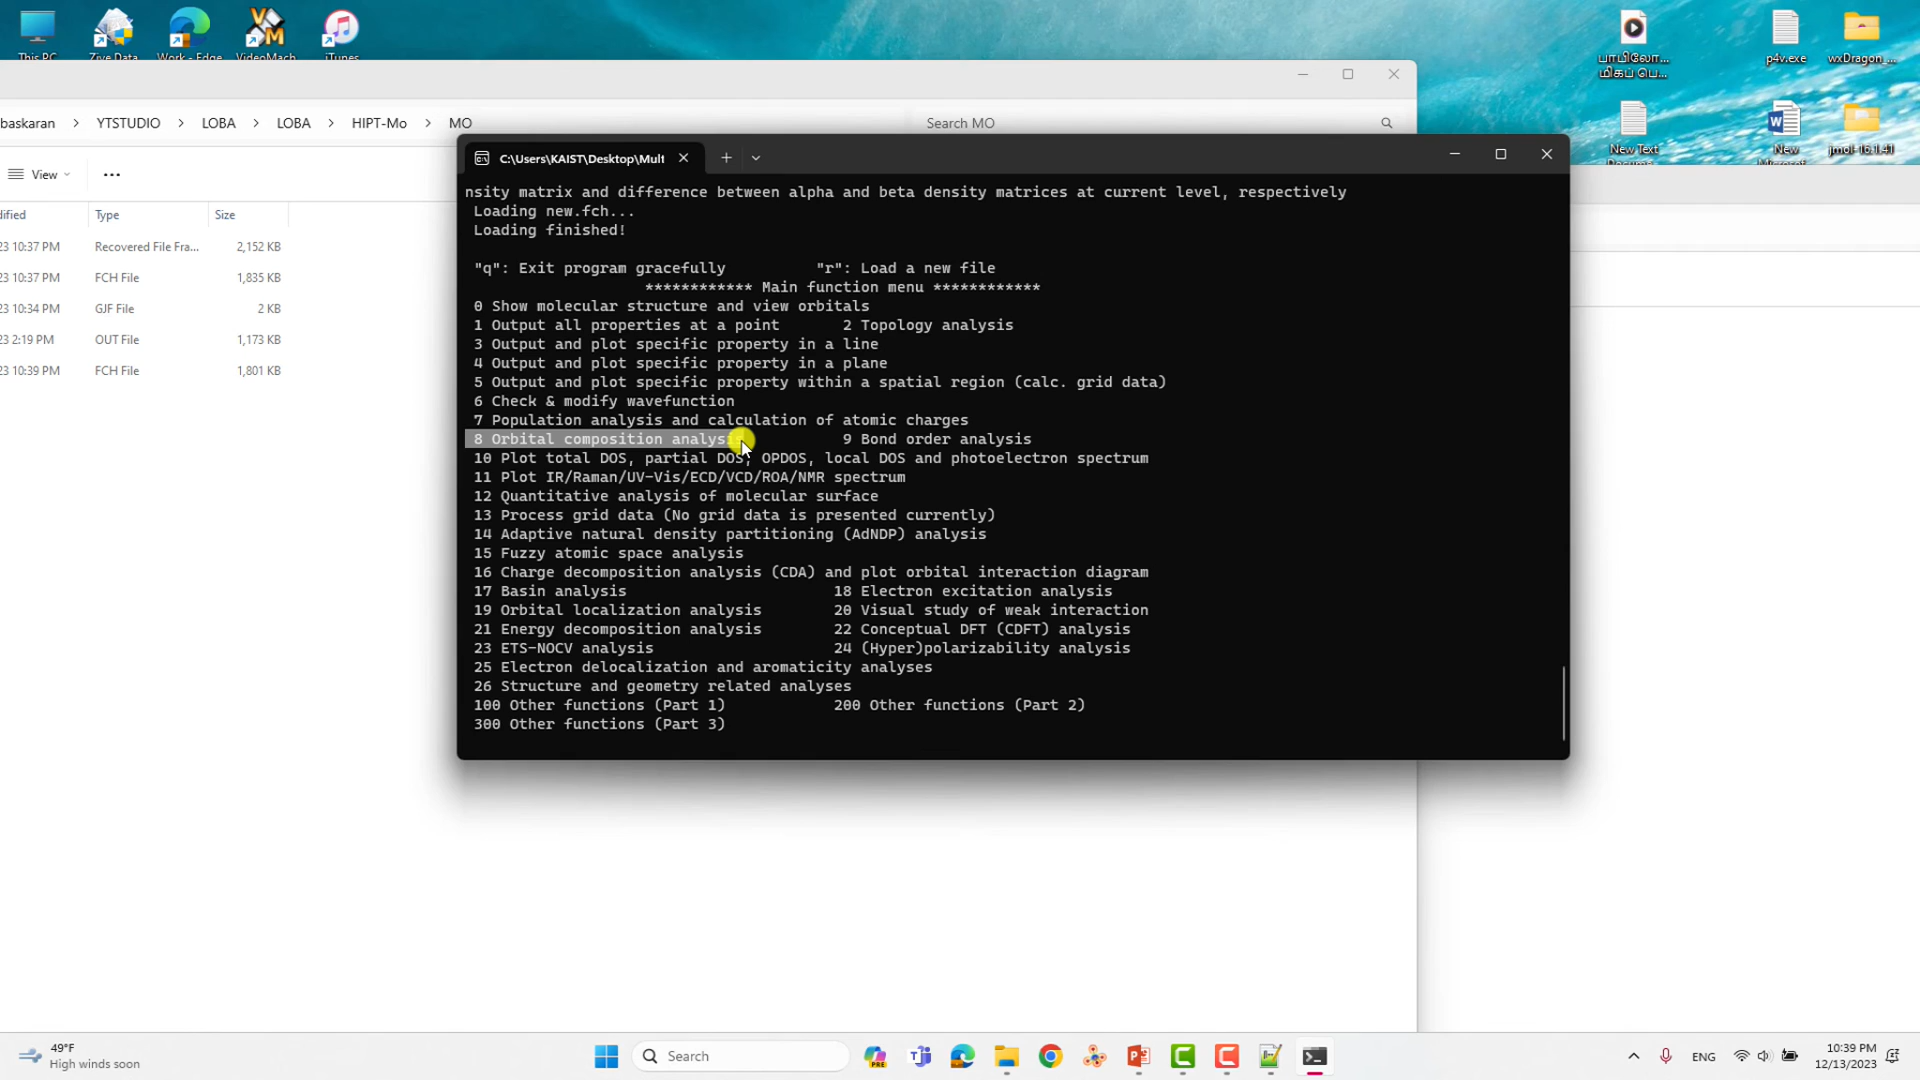 This PC
Zive Data
Work - Edge
VideoMach
iTunes
p4v.exe
wxDragon_...
baskaran > YTSTUDIO > LOBA > LOBA > HIPT-Mo > MO
Search MO
New Text
New
jmol-16.1.41
View
...
C:\Users\KAIST\Desktop\Mult
Type
Size
23 10:37 PM Recovered File Fra... 2,152 KB
23 10:37 PM FCH File 1,835 KB
23 10:34 PM GJF File 2 KB
23 2:19 PM OUT File 1,173 KB
23 10:39 PM FCH File 1,801 KB
nsity matrix and difference between alpha and beta density matrices at current level, respectively
Loading new.fch...
Loading finished!
"q": Exit program gracefully "r": Load a new file
************ Main function menu ************
0 Show molecular structure and view orbitals
1 Output all properties at a point 2 Topology analysis
3 Output and plot specific property in a line
4 Output and plot specific property in a plane
5 Output and plot specific property within a spatial region (calc. grid data)
6 Check & modify wavefunction
7 Population analysis and calculation of atomic charges
8 Orbital composition analysis 9 Bond order analysis
10 Plot total DOS, partial DOS, OPDOS, local DOS and photoelectron spectrum
11 Plot IR/Raman/UV-Vis/ECD/VCD/ROA/NMR spectrum
12 Quantitative analysis of molecular surface
13 Process grid data (No grid data is presented currently)
14 Adaptive natural density partitioning (AdNDP) analysis
15 Fuzzy atomic space analysis
16 Charge decomposition analysis (CDA) and plot orbital interaction diagram
17 Basin analysis 18 Electron excitation analysis
19 Orbital localization analysis 20 Visual study of weak interaction
21 Energy decomposition analysis 22 Conceptual DFT (CDFT) analysis
23 ETS-NOCV analysis 24 (Hyper)polarizability analysis
25 Electron delocalization and aromaticity analyses
26 Structure and geometry related analyses
100 Other functions (Part 1) 200 Other functions (Part 2)
300 Other functions (Part 3)
49°F
High winds soon
Search
ENG
10:39 PM
12/13/2023